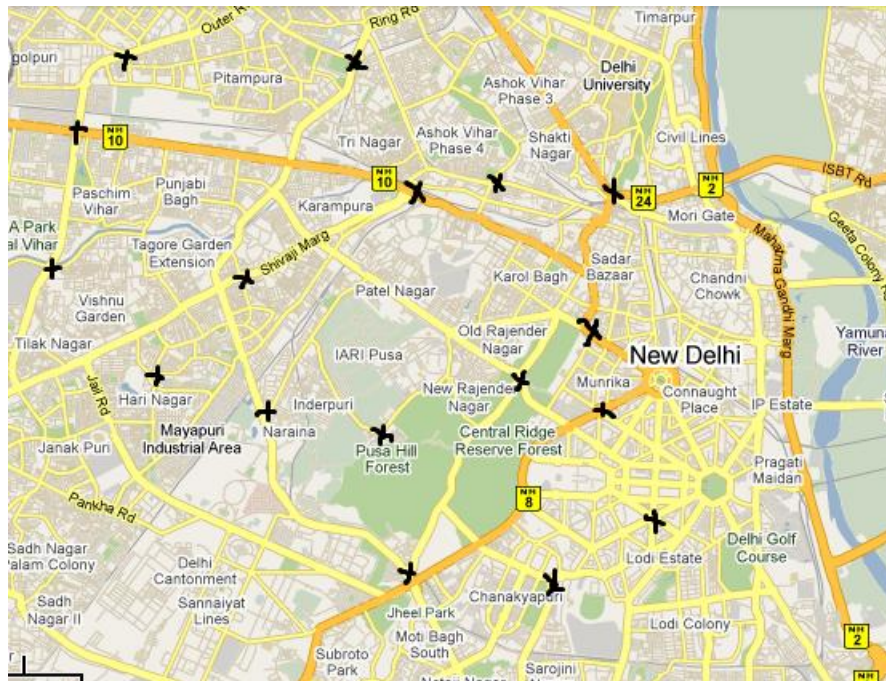 Timarpur
Outer R
Ring Rd
golpuri
Pitampura
Ashok Vihar
Phase 3
Delhi
University
Tri Nagar
Ashok Vihar
Phase 4
Shakti
Nagar
Civil Lines
NH
10
ISBT Rd
NH
10
NH
24
NH
2
Paschim
Vihar
Punjabi
Bagh
Karampura
Mori Gate
Geeta Colony R
A Park
al Vihar
Tagore Garden
Extension
Shivaji Marg
Sadar
Bazaar
Mahatma Gandhi Marg
Karol Bagh
Chandni
Chowk
Vishnu
Garden
Patel Nagar
Tilak Nagar
Old Rajender
Nagar
Yamuna
River
IARI Pusa
New Delhi
Jail Rd
Hari Nagar
New Rajender
Nagar
Munrika
Connaught
Place
IP Estate
Inderpuri
Mayapuri
Industrial Area
Naraina
Janak Puri
Pusa Hill
Forest
Central Ridge
Reserve Forest
Pragati
Maidan
Pankha Rd
NH
8
Sadh Nagar
Palam Colony
Delhi
Cantonment
Lodi Estate
Delhi Golf
Course
Sadh
Nagar II
Sannaiyat
Lines
Jheel Park
Chanakyapuri
Lodi Colony
Moti Bagh
South
NH
2
Subroto
Park
Sarojini
NH